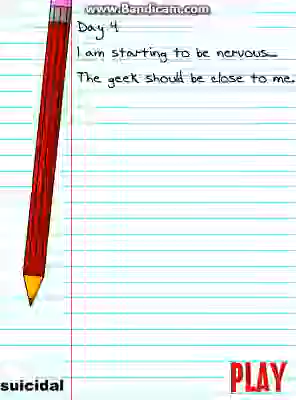 www.Bandicam.com
Day 4
I am starting to be nervous...
The geek should be close to me.
suicidal
PLAY